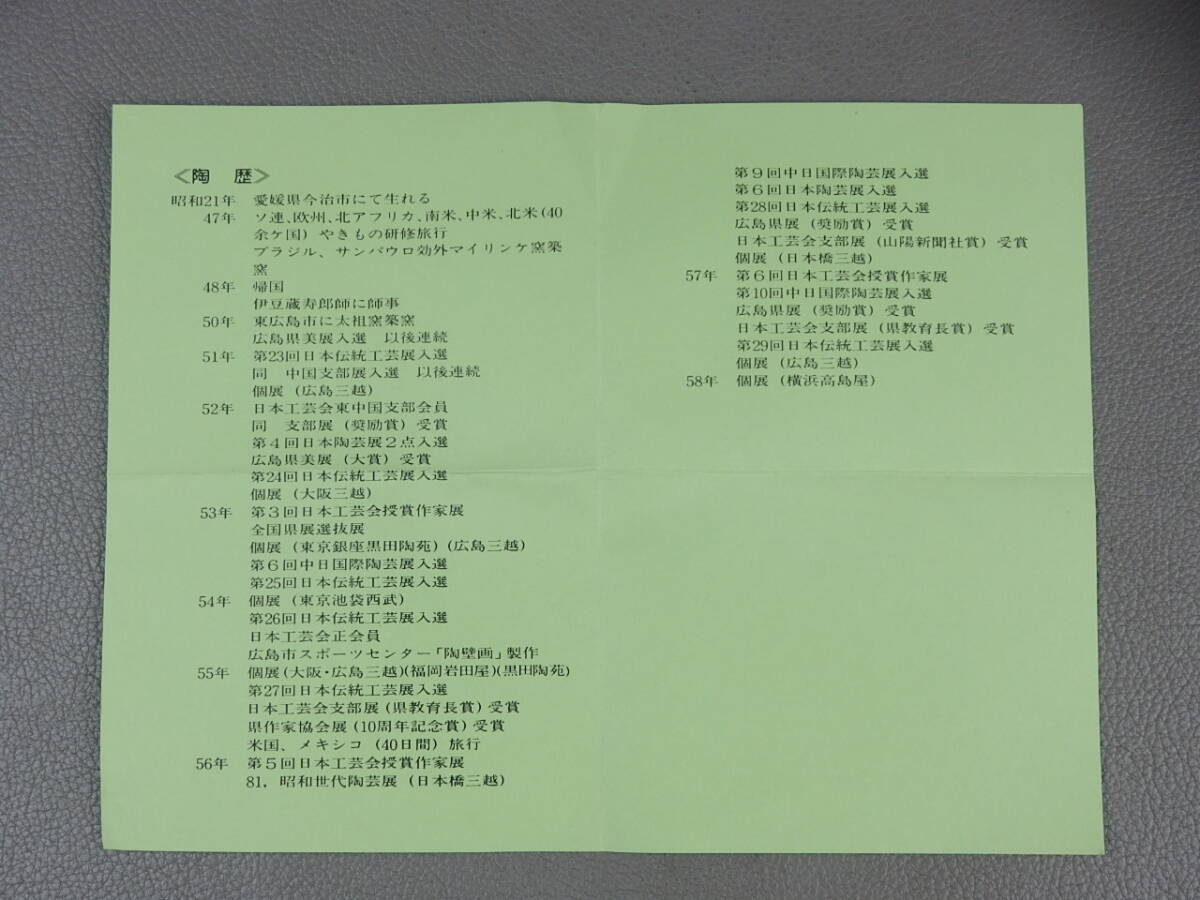 ＜陶　歴＞
昭和21年　愛媛県今治市にて生れる
47年　ソ連、欧州、北アフリカ、南米、中米、北米（40
余ケ国）やきもの研修旅行
ブラジル、サンパウロ効外マイリンケ窯築
窯
48年　帰国
伊豆蔵寿郎師に師事
50年　東広島市に太祖窯築窯
広島県美展入選　以後連続
51年　第23回日本伝統工芸展入選
同　中国支部展入選　以後連続
個展（広島三越）
52年　日本工芸会東中国支部会員
同　支部展（奨励賞）受賞
第４回日本陶芸展２点入選
広島県美展（大賞）受賞
第24回日本伝統工芸展入選
個展（大阪三越）
53年　第３回日本工芸会授賞作家展
全国県展選抜展
個展（東京銀座黒田陶苑）（広島三越）
第６回中日国際陶芸展入選
第25回日本伝統工芸展入選
54年　個展（東京池袋西武）
第26回日本伝統工芸展入選
日本工芸会正会員
広島市スポーツセンター「陶壁画」製作
55年　個展（大阪・広島三越）（福岡岩田屋）（黒田陶苑）
第27回日本伝統工芸展入選
日本工芸会支部展（県教育長賞）受賞
県作家協会展（10周年記念賞）受賞
米国、メキシコ（40日間）旅行
56年　第５回日本工芸会授賞作家展
81．昭和世代陶芸展（日本橋三越）
第９回中日国際陶芸展入選
第６回日本陶芸展入選
第28回日本伝統工芸展入選
広島県展（奨励賞）受賞
日本工芸会支部展（山陽新聞社賞）受賞
個展（日本橋三越）
57年　第６回日本工芸会授賞作家展
第10回中日国際陶芸展入選
広島県展（奨励賞）受賞
日本工芸会支部展（県教育長賞）受賞
第29回日本伝統工芸展入選
個展（広島三越）
58年　個展（横浜高島屋）